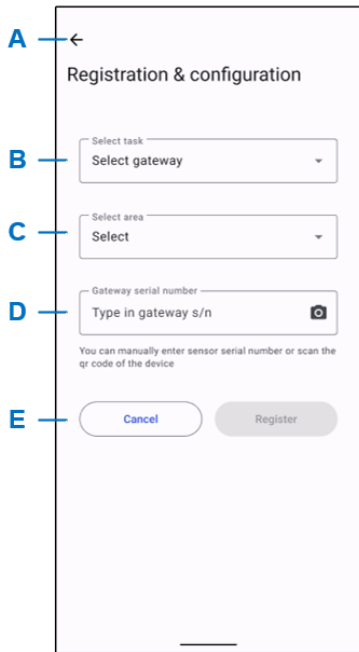 A
Registration & configuration
Select task
B Select gateway
Select area
C Select
Gateway serial number
D Type in gateway s/n
You can manually enter sensor serial number or scan the
qr code of the device
E Cancel Register